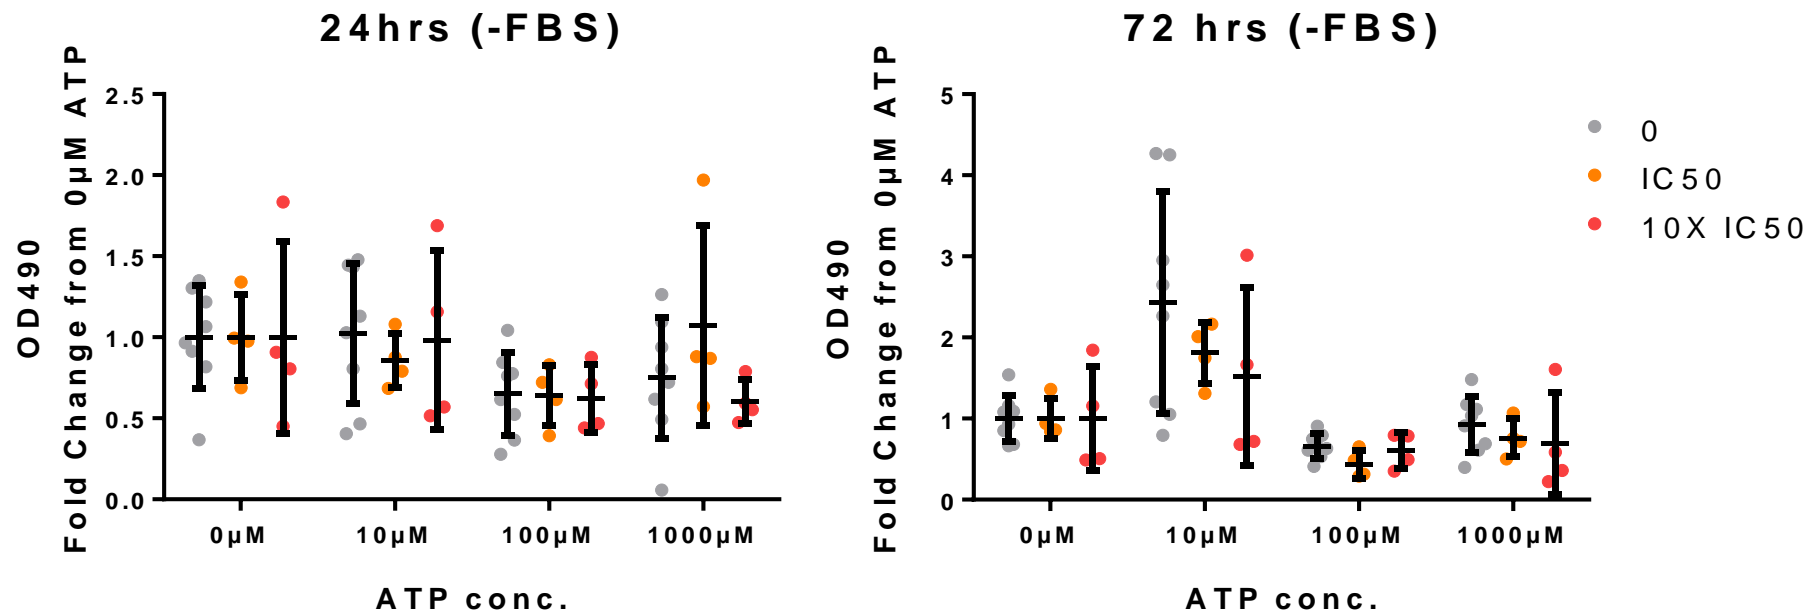 24hrs (-FBS)
OD490
Fold Change from 0µM ATP
2.5
2.0
1.5
1.0
0.5
0.0
0µM
10µM
100µM
1000µM
ATP conc.
72 hrs (-FBS)
OD490
Fold Change from 0µM ATP
5
4
3
2
1
0
0µM
10µM
100µM
1000µM
ATP conc.
0
IC50
10X IC50